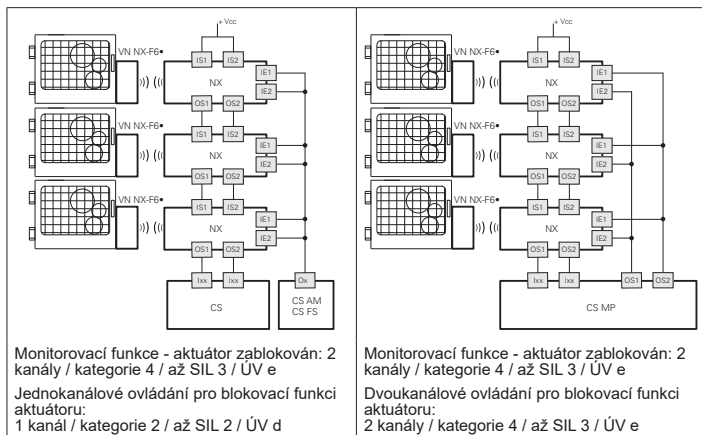 + Vcc
VN NX-F6•
IS1 IS2
IE1
NX
IE2
OS1 OS2
VN NX-F6•
IS1 IS2
IE1
NX
IE2
OS1 OS2
VN NX-F6•
IS1 IS2
IE1
NX
IE2
OS1 OS2
Ixx Ixx Ox
CS
CS AM
CS FS
Monitorovací funkce - aktuátor zablokován: 2
kanály / kategorie 4 / až SIL 3 / ÚV e
Jednokanálové ovládání pro blokovací funkci
aktuátoru:
1 kanál / kategorie 2 / až SIL 2 / ÚV d
+ Vcc
VN NX-F6•
IS1 IS2
IE1
NX
IE2
OS1 OS2
VN NX-F6•
IS1 IS2
IE1
NX
IE2
OS1 OS2
VN NX-F6•
IS1 IS2
IE1
NX
IE2
OS1 OS2
Ixx Ixx OS1 OS2
CS MP
Monitorovací funkce - aktuátor zablokován: 2
kanály / kategorie 4 / až SIL 3 / ÚV e
Dvoukanálové ovládání pro blokovací funkci
aktuátoru:
2 kanály / kategorie 4 / až SIL 3 / ÚV e